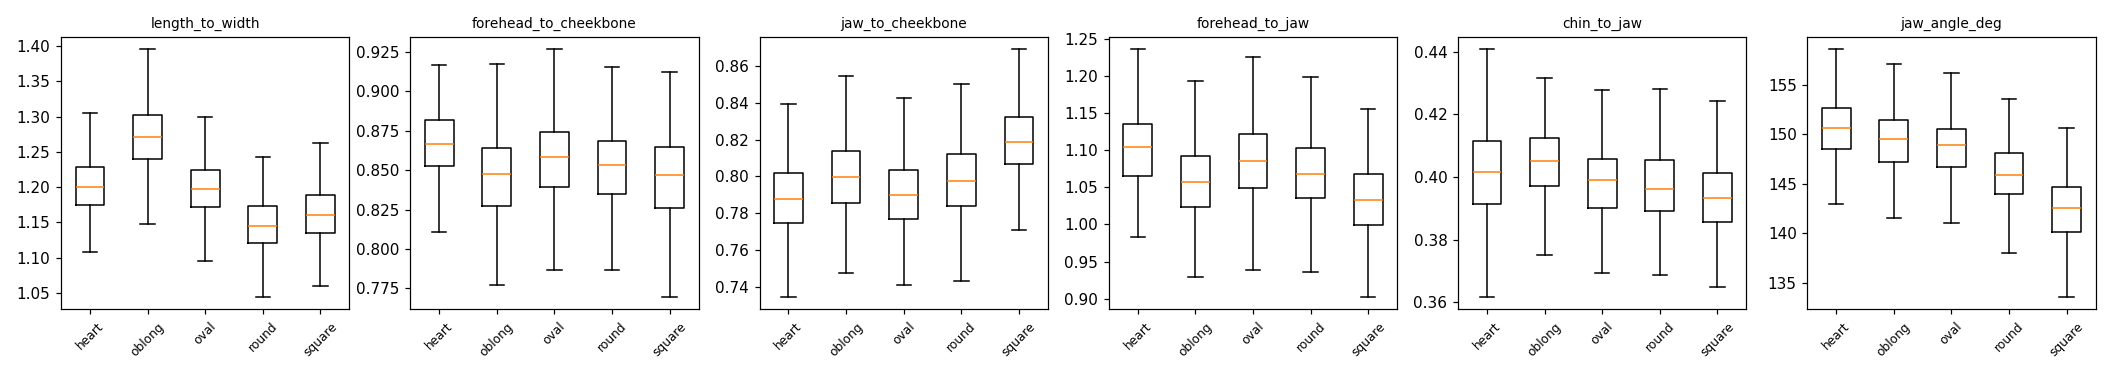 length_to_width
1.40
1.35
1.30
1.25
1.20
1.15
1.10
1.05
heart
oblong
oval
round
square
forehead_to_cheekbone
0.925
0.900
0.875
0.850
0.825
0.800
0.775
heart
oblong
oval
round
square
jaw_to_cheekbone
0.86
0.84
0.82
0.80
0.78
0.76
0.74
heart
oblong
oval
round
square
forehead_to_jaw
1.25
1.20
1.15
1.10
1.05
1.00
0.95
0.90
heart
oblong
oval
round
square
chin_to_jaw
0.44
0.42
0.40
0.38
0.36
heart
oblong
oval
round
square
jaw_angle_deg
155
150
145
140
135
heart
oblong
oval
round
square